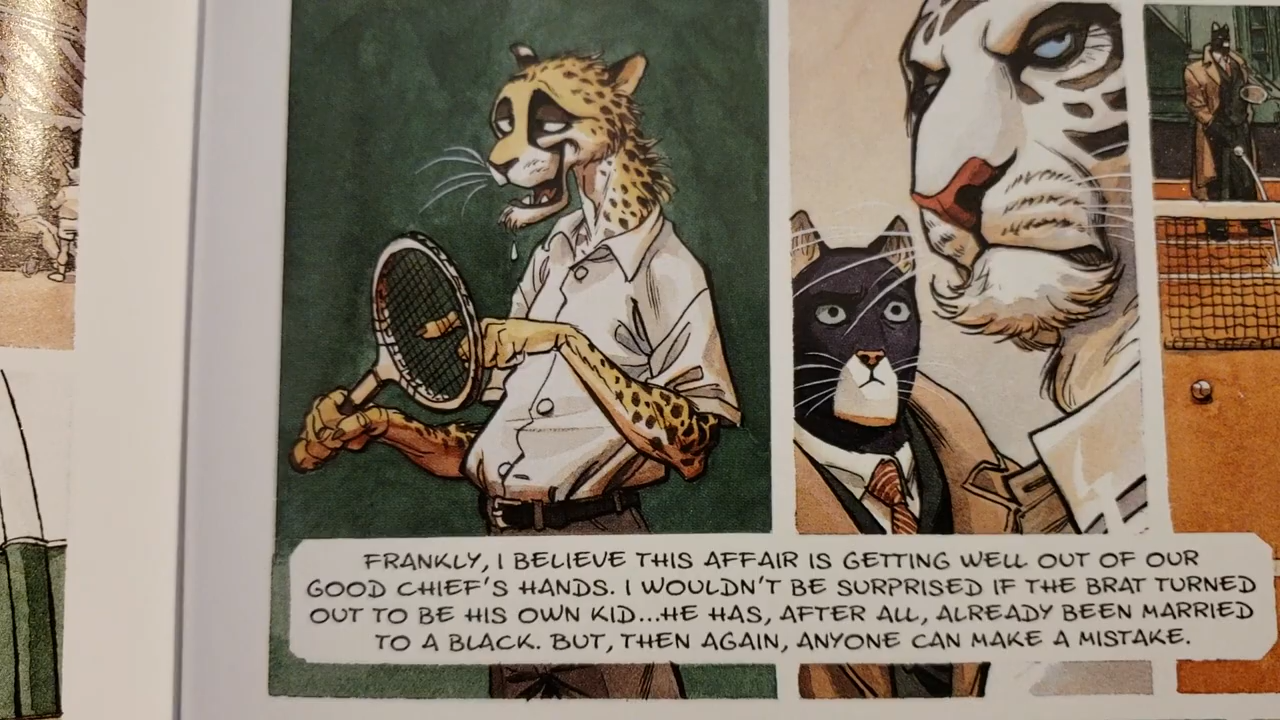 FRANKLY, I BELIEVE THIS AFFAIR IS GETTING WELL OUT OF OUR
GOOD CHIEF'S HANDS. I WOULDN'T BE SURPRISED IF THE BRAT TURNED
OUT TO BE HIS OWN KID...HE HAS, AFTER ALL, ALREADY BEEN MARRIED
TO A BLACK. BUT, THEN AGAIN, ANYONE CAN MAKE A MISTAKE.